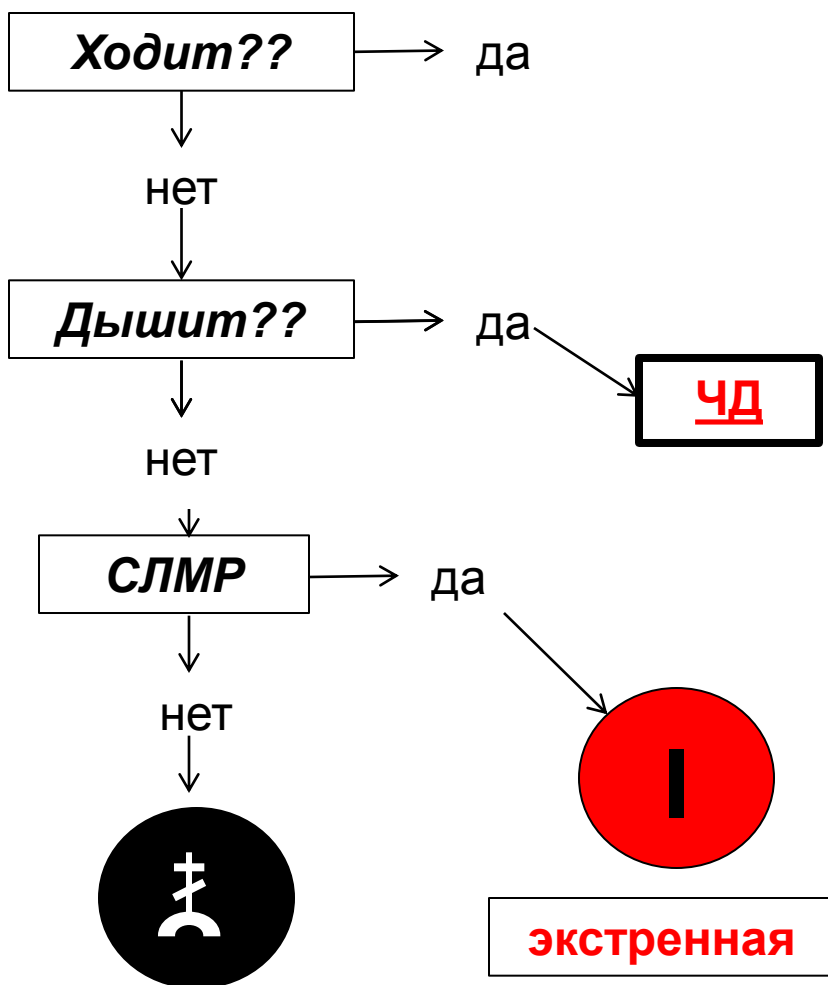 Ходит??
да
нет
Дышит??
да
ЧД
нет
СЛМР
да
нет
I
экстренная